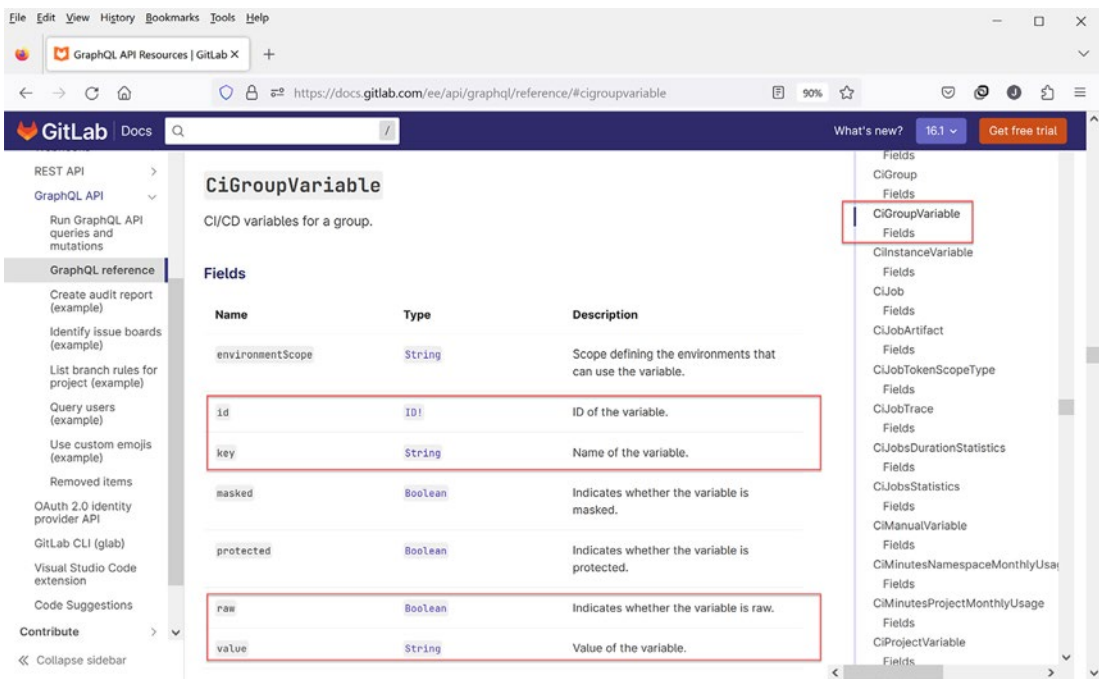 File Edit View History Bookmarks Tools Help
GraphQL API Resources | GitLab
https://docs.gitlab.com/ee/api/graphql/reference/#cigroupvariable
90%
GitLab Docs
/
What's new?
16.1
Get free trial
REST API
GraphQL API
Run GraphQL API
queries and
mutations
GraphQL reference
Create audit report
(example)
Identify issue boards
(example)
List branch rules for
project (example)
Query users
(example)
Use custom emojis
(example)
Removed items
OAuth 2.0 identity
provider API
GitLab CLI (glab)
Visual Studio Code
extension
Code Suggestions
Contribute
Collapse sidebar
CiGroupVariable
CI/CD variables for a group.
Fields
Name Type Description
environmentScope String Scope defining the environments that
can use the variable.
id ID! ID of the variable.
key String Name of the variable.
masked Boolean Indicates whether the variable is
masked.
protected Boolean Indicates whether the variable is
protected.
raw Boolean Indicates whether the variable is raw.
value String Value of the variable.
Fields
CiGroup
Fields
CiGroupVariable
Fields
CiInstanceVariable
Fields
CiJob
Fields
CiJobArtifact
Fields
CiJobTokenScopeType
Fields
CiJobTrace
Fields
CiJobsDurationStatistics
Fields
CiJobsStatistics
Fields
CiManualVariable
Fields
CiMinutesNamespaceMonthlyUsa
Fields
CiMinutesProjectMonthlyUsage
Fields
CiProjectVariable
Fields